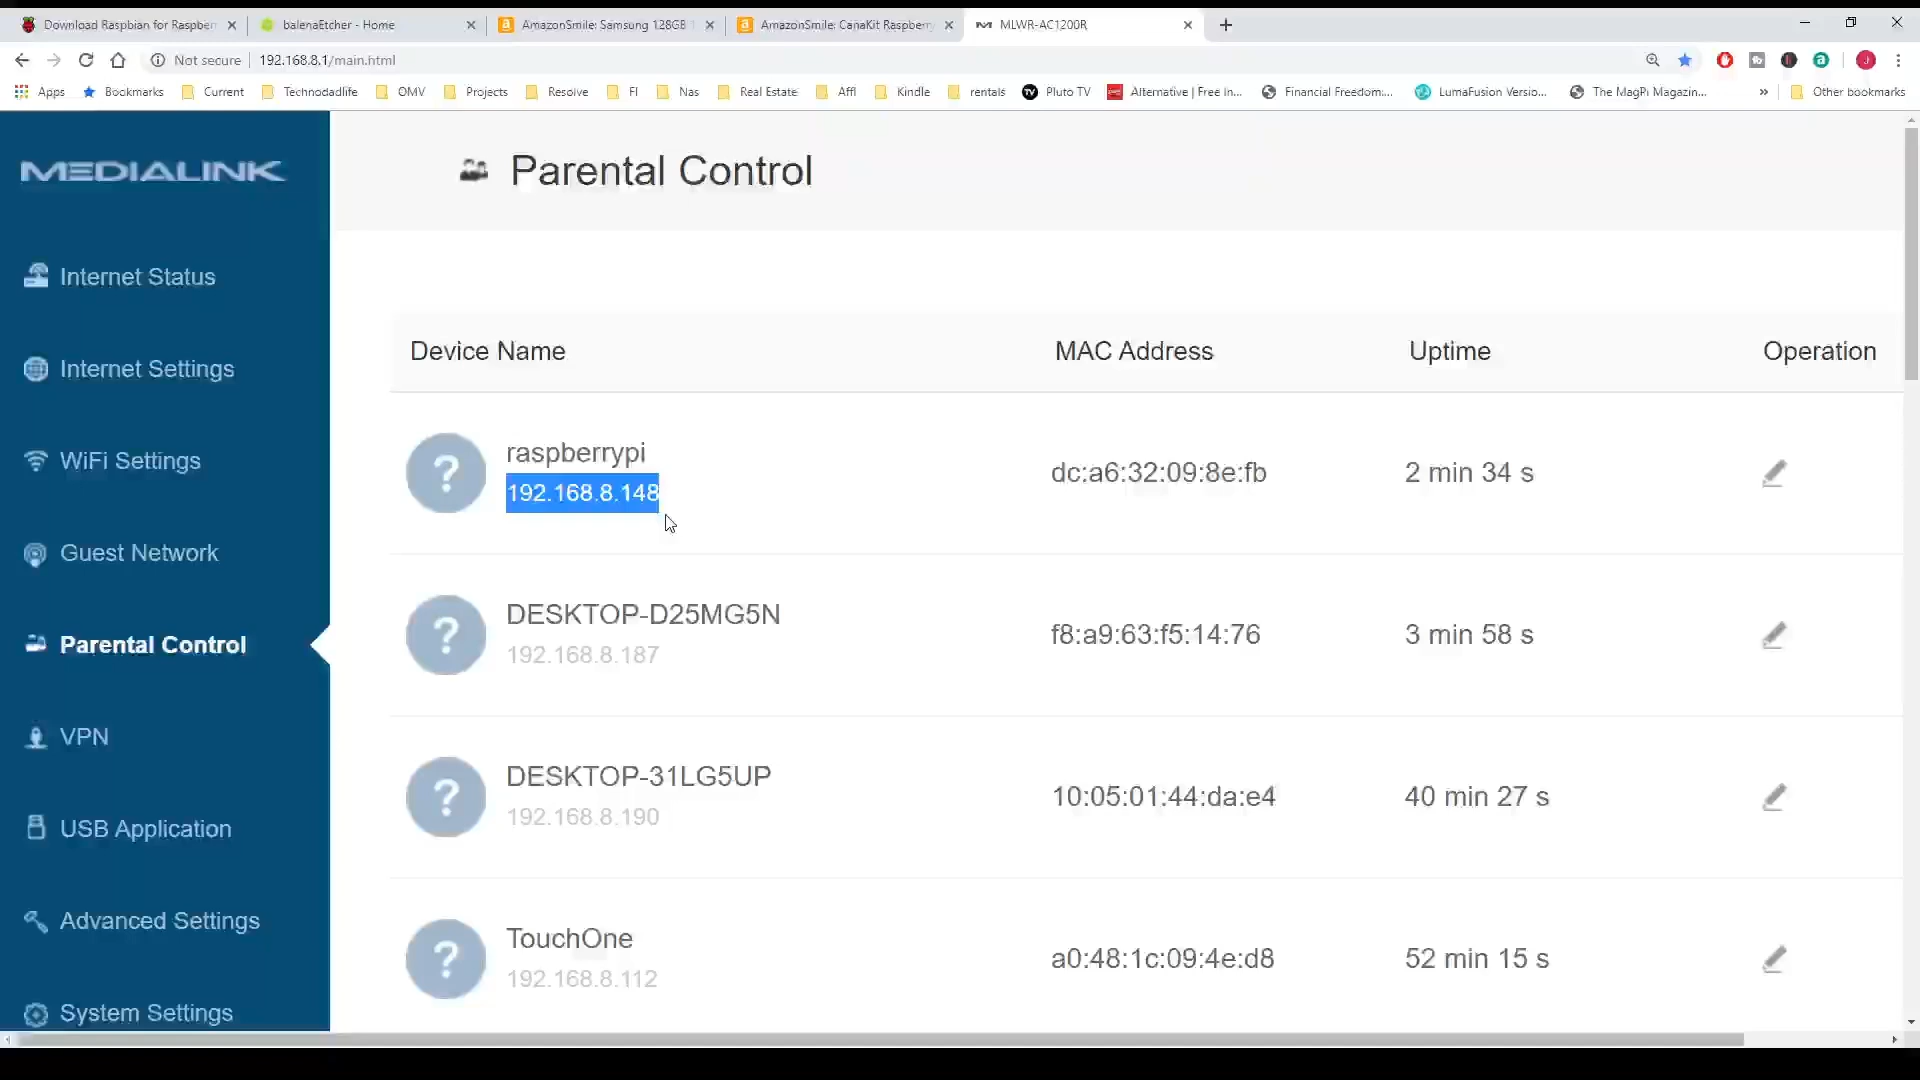 Download Raspbian for Raspber
balenaEtcher - Home
AmazonSmile: Samsung 128GB
AmazonSmile: CanaKit Raspberry
MLWR-AC1200R
Not secure
192.168.8.1/main.html
Apps
Bookmarks
Current
Technodadlife
OMV
Projects
Resolve
FI
Nas
Real Estate
Affl
Kindle
rentals
Pluto TV
Alternative | Free In...
Financial Freedom:...
LumaFusion Versio...
The MagPi Magazin...
»
Other bookmarks
MEDIALINK
Internet Status
Internet Settings
WiFi Settings
Guest Network
Parental Control
VPN
USB Application
Advanced Settings
System Settings
Parental Control
Device Name
MAC Address
Uptime
Operation
raspberrypi
192.168.8.148
dc:a6:32:09:8e:fb
2 min 34 s
DESKTOP-D25MG5N
192.168.8.187
f8:a9:63:f5:14:76
3 min 58 s
DESKTOP-31LG5UP
192.168.8.190
10:05:01:44:da:e4
40 min 27 s
TouchOne
192.168.8.112
a0:48:1c:09:4e:d8
52 min 15 s